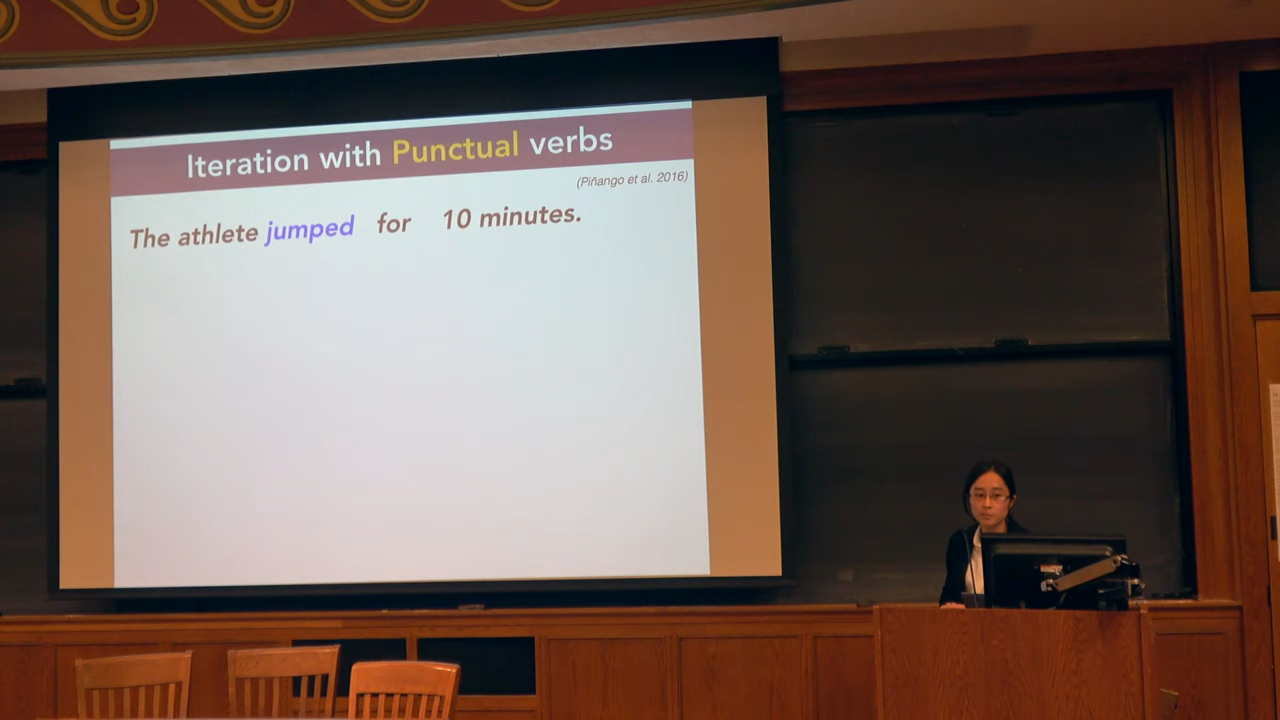 Iteration with Punctual verbs
(Piñango et al. 2016)
The athlete jumped for 10 minutes.